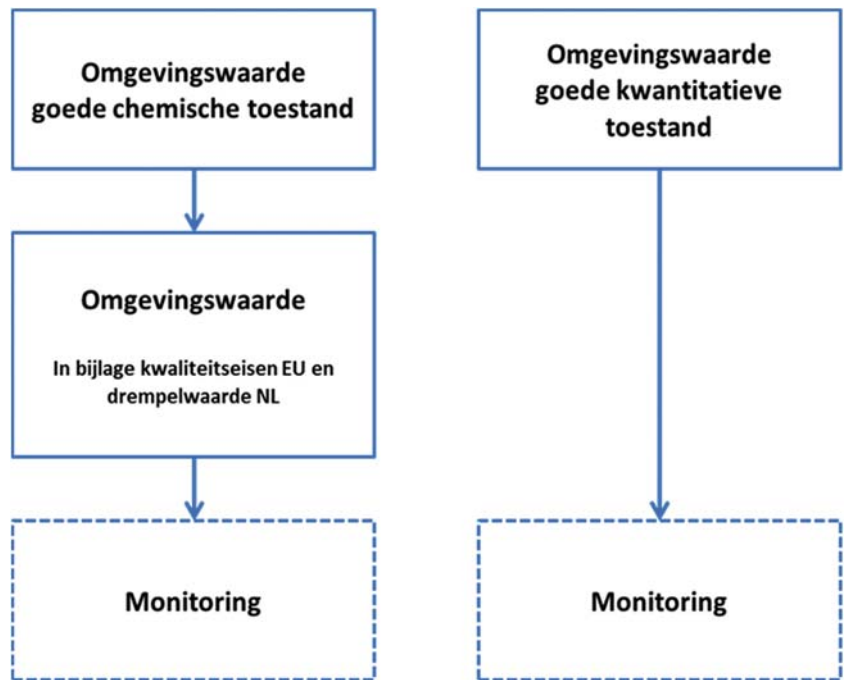 Omgevingswaarde
goede chemische toestand
Omgevingswaarde
In bijlage kwaliteitseisen EU en
drempelwaarde NL
Monitoring
Omgevingswaarde
goede kwantitatieve
toestand
Monitoring